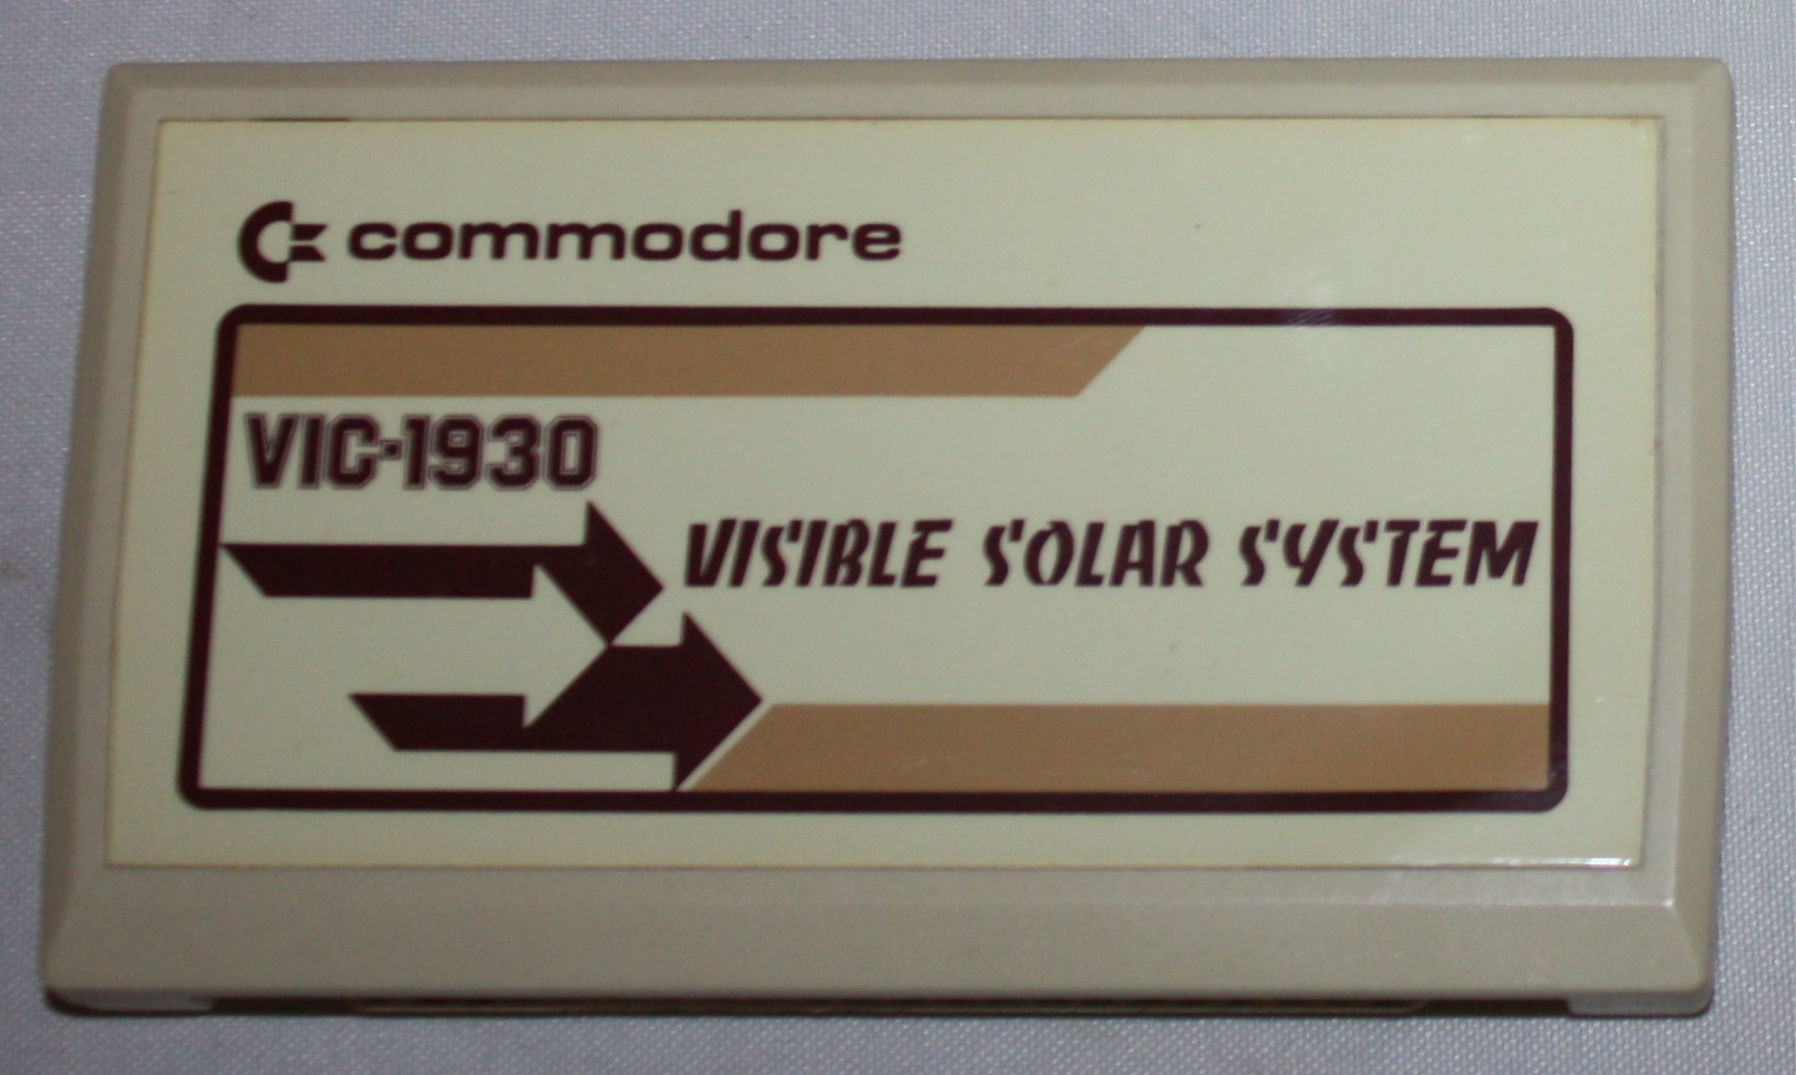 commodore
VIC-1930
VISIBLE SOLAR SYSTEM